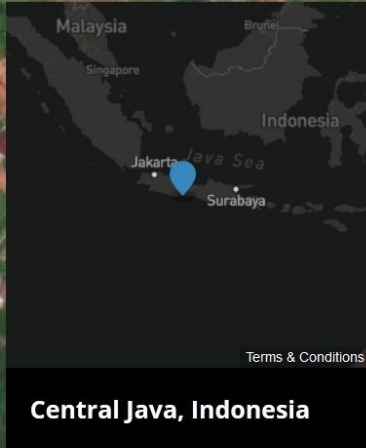 Malaysia
Brunei
Singapore
Indonesia
Java Sea
Jakarta
Surabaya
Terms & Conditions
Central Java, Indonesia